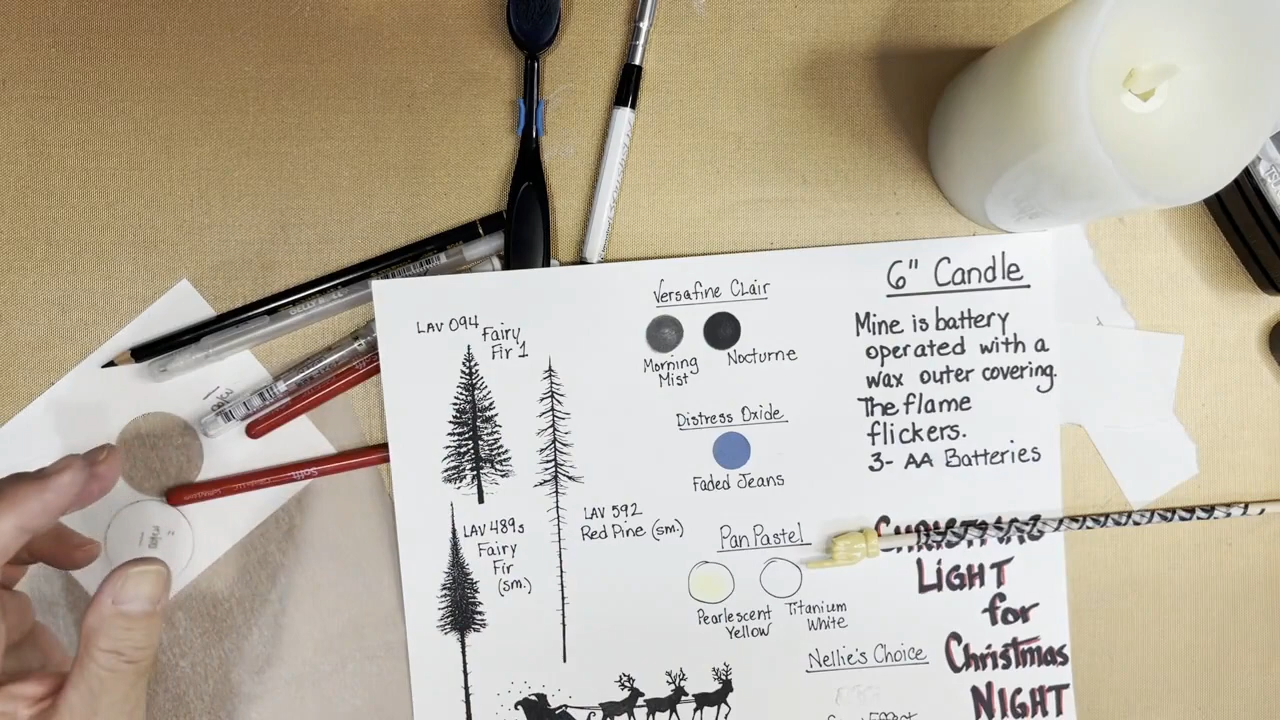 LAV 094
Fairy
Fir 1
LAV 489s
Fairy
Fir
(sm.)
LAV 592
Red Pine (sm.)
Versafine Clair
Morning
Mist
Nocturne
Distress Oxide
Faded Jeans
Pan Pastel
Pearlescent
Yellow
Titanium
White
Nellie's Choice
6" Candle
Mine is battery
operated with a
wax outer covering.
The flame
flickers.
3- AA Batteries
CHRISTMAS
LiGHT
for
Christmas
NIGHT
Sofft